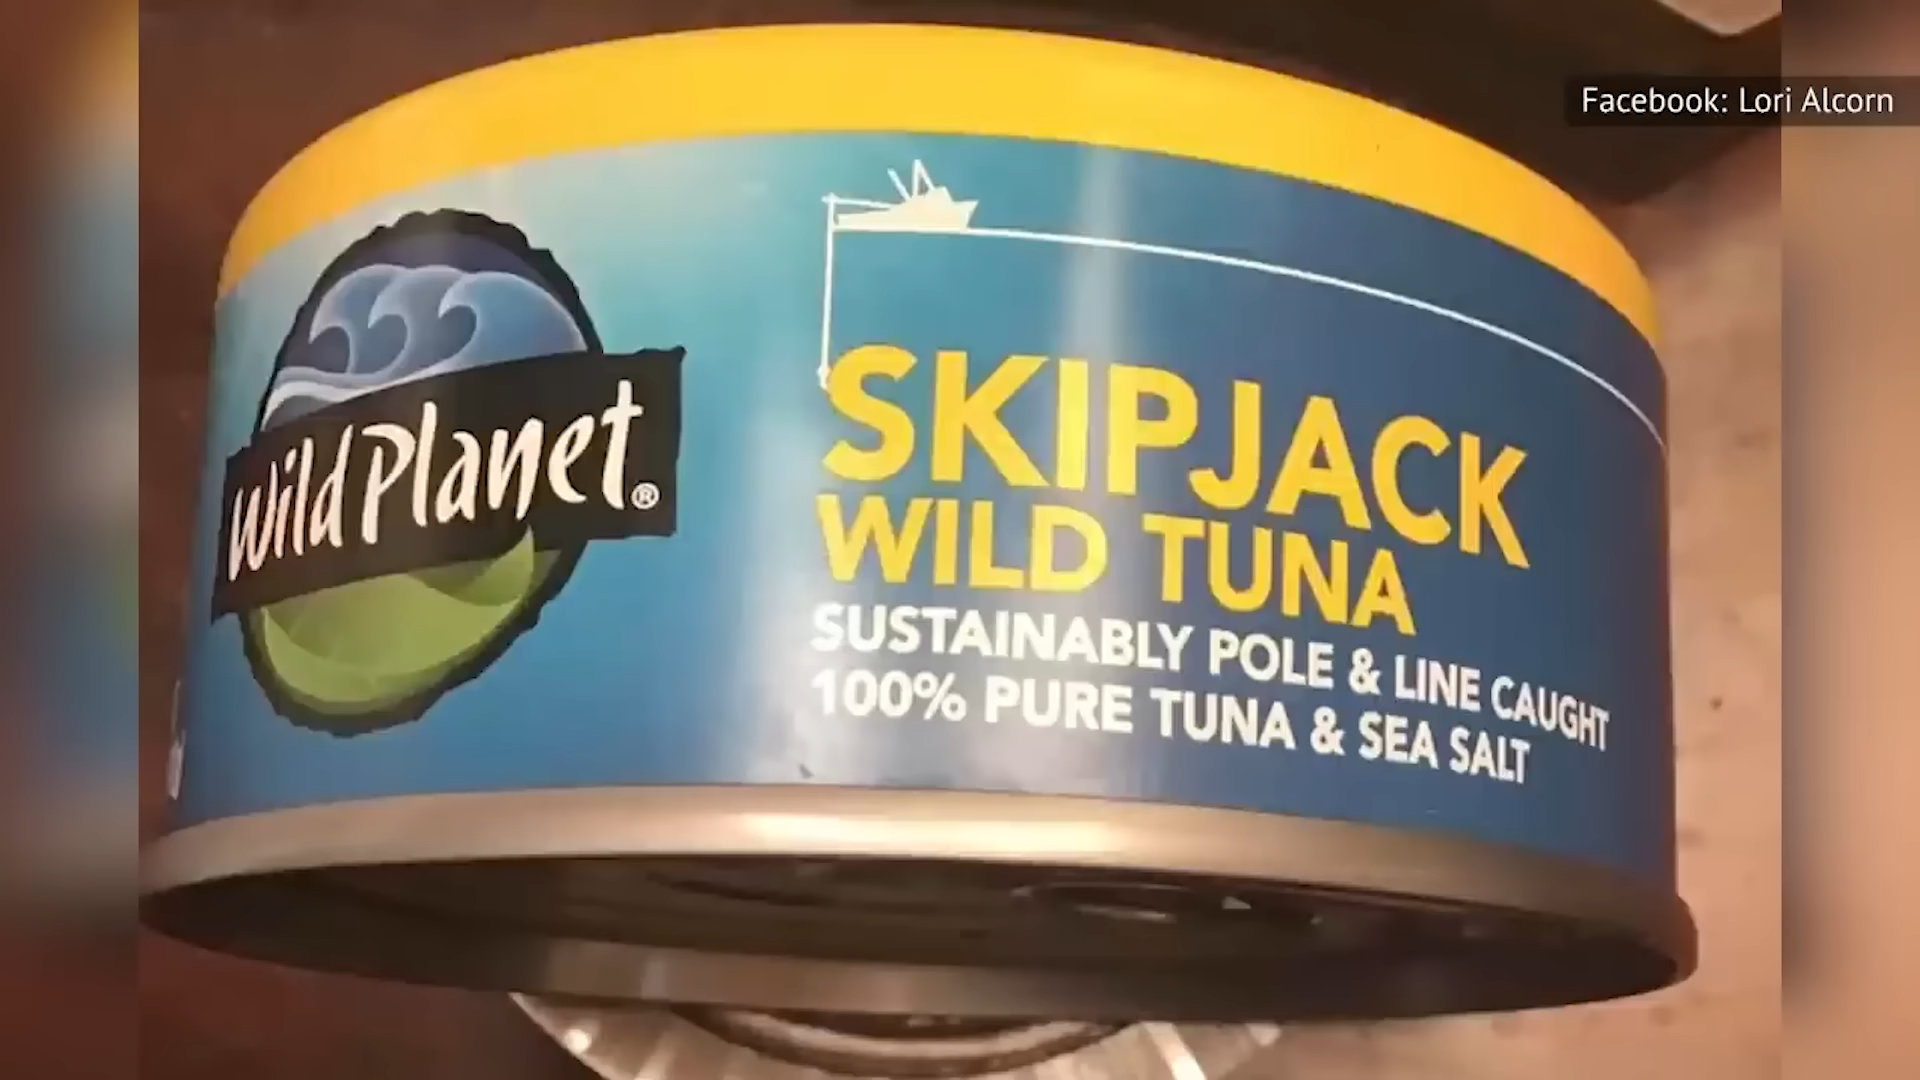 Facebook: Lori Alcorn
Wild Planet®
SKIPJACK
WILD TUNA
SUSTAINABLY POLE & LINE CAUGHT
100% PURE TUNA & SEA SALT